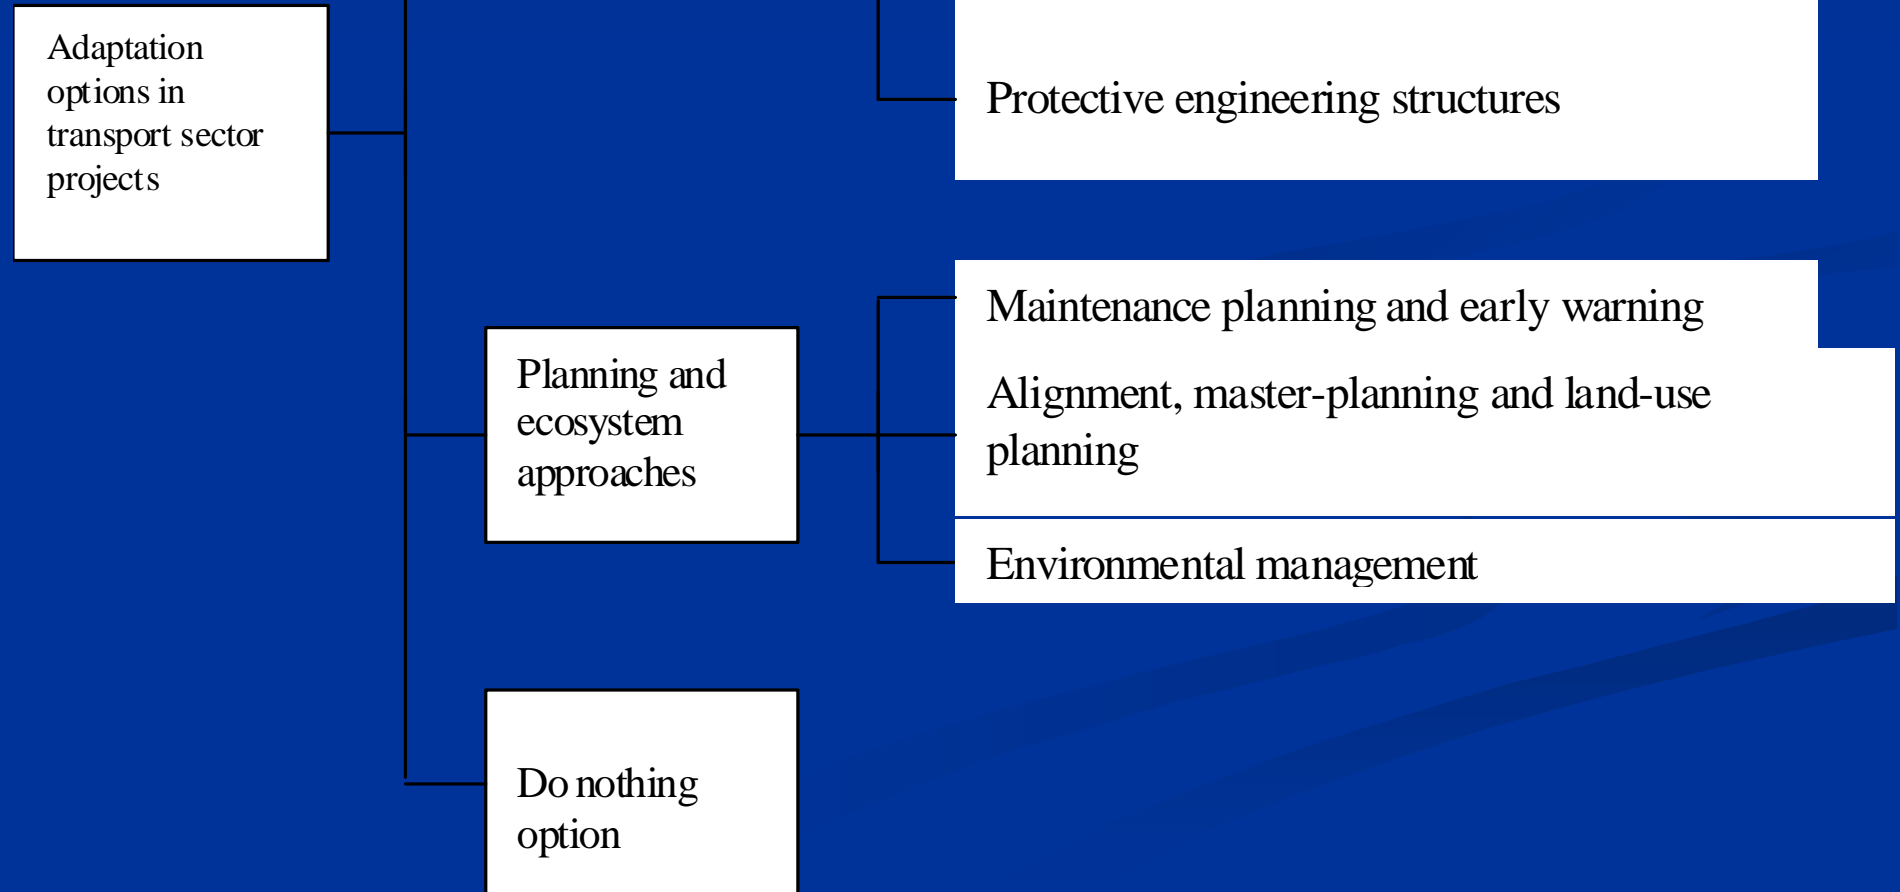 Adaptation
options in
transport sector
projects
Protective engineering structures
Maintenance planning and early warning
Planning and
ecosystem
approaches
Alignment, master-planning and land-use
planning
Environmental management
Do nothing
option